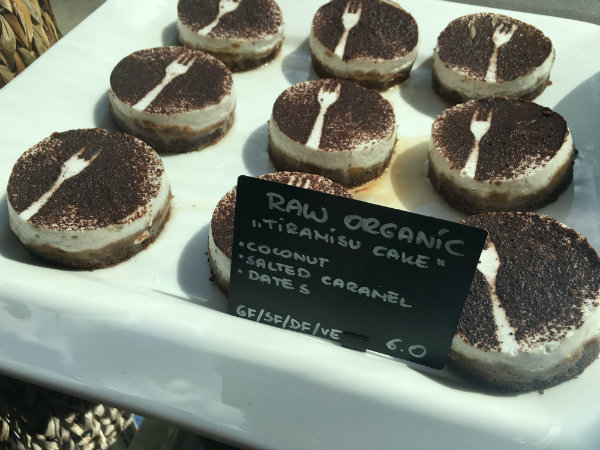 RAW ORGANIC
„TIRAMISU CAKE"
• COCONUT
• SALTED CARAMEL
• DATES
GF/SF/DF/VE 6.0